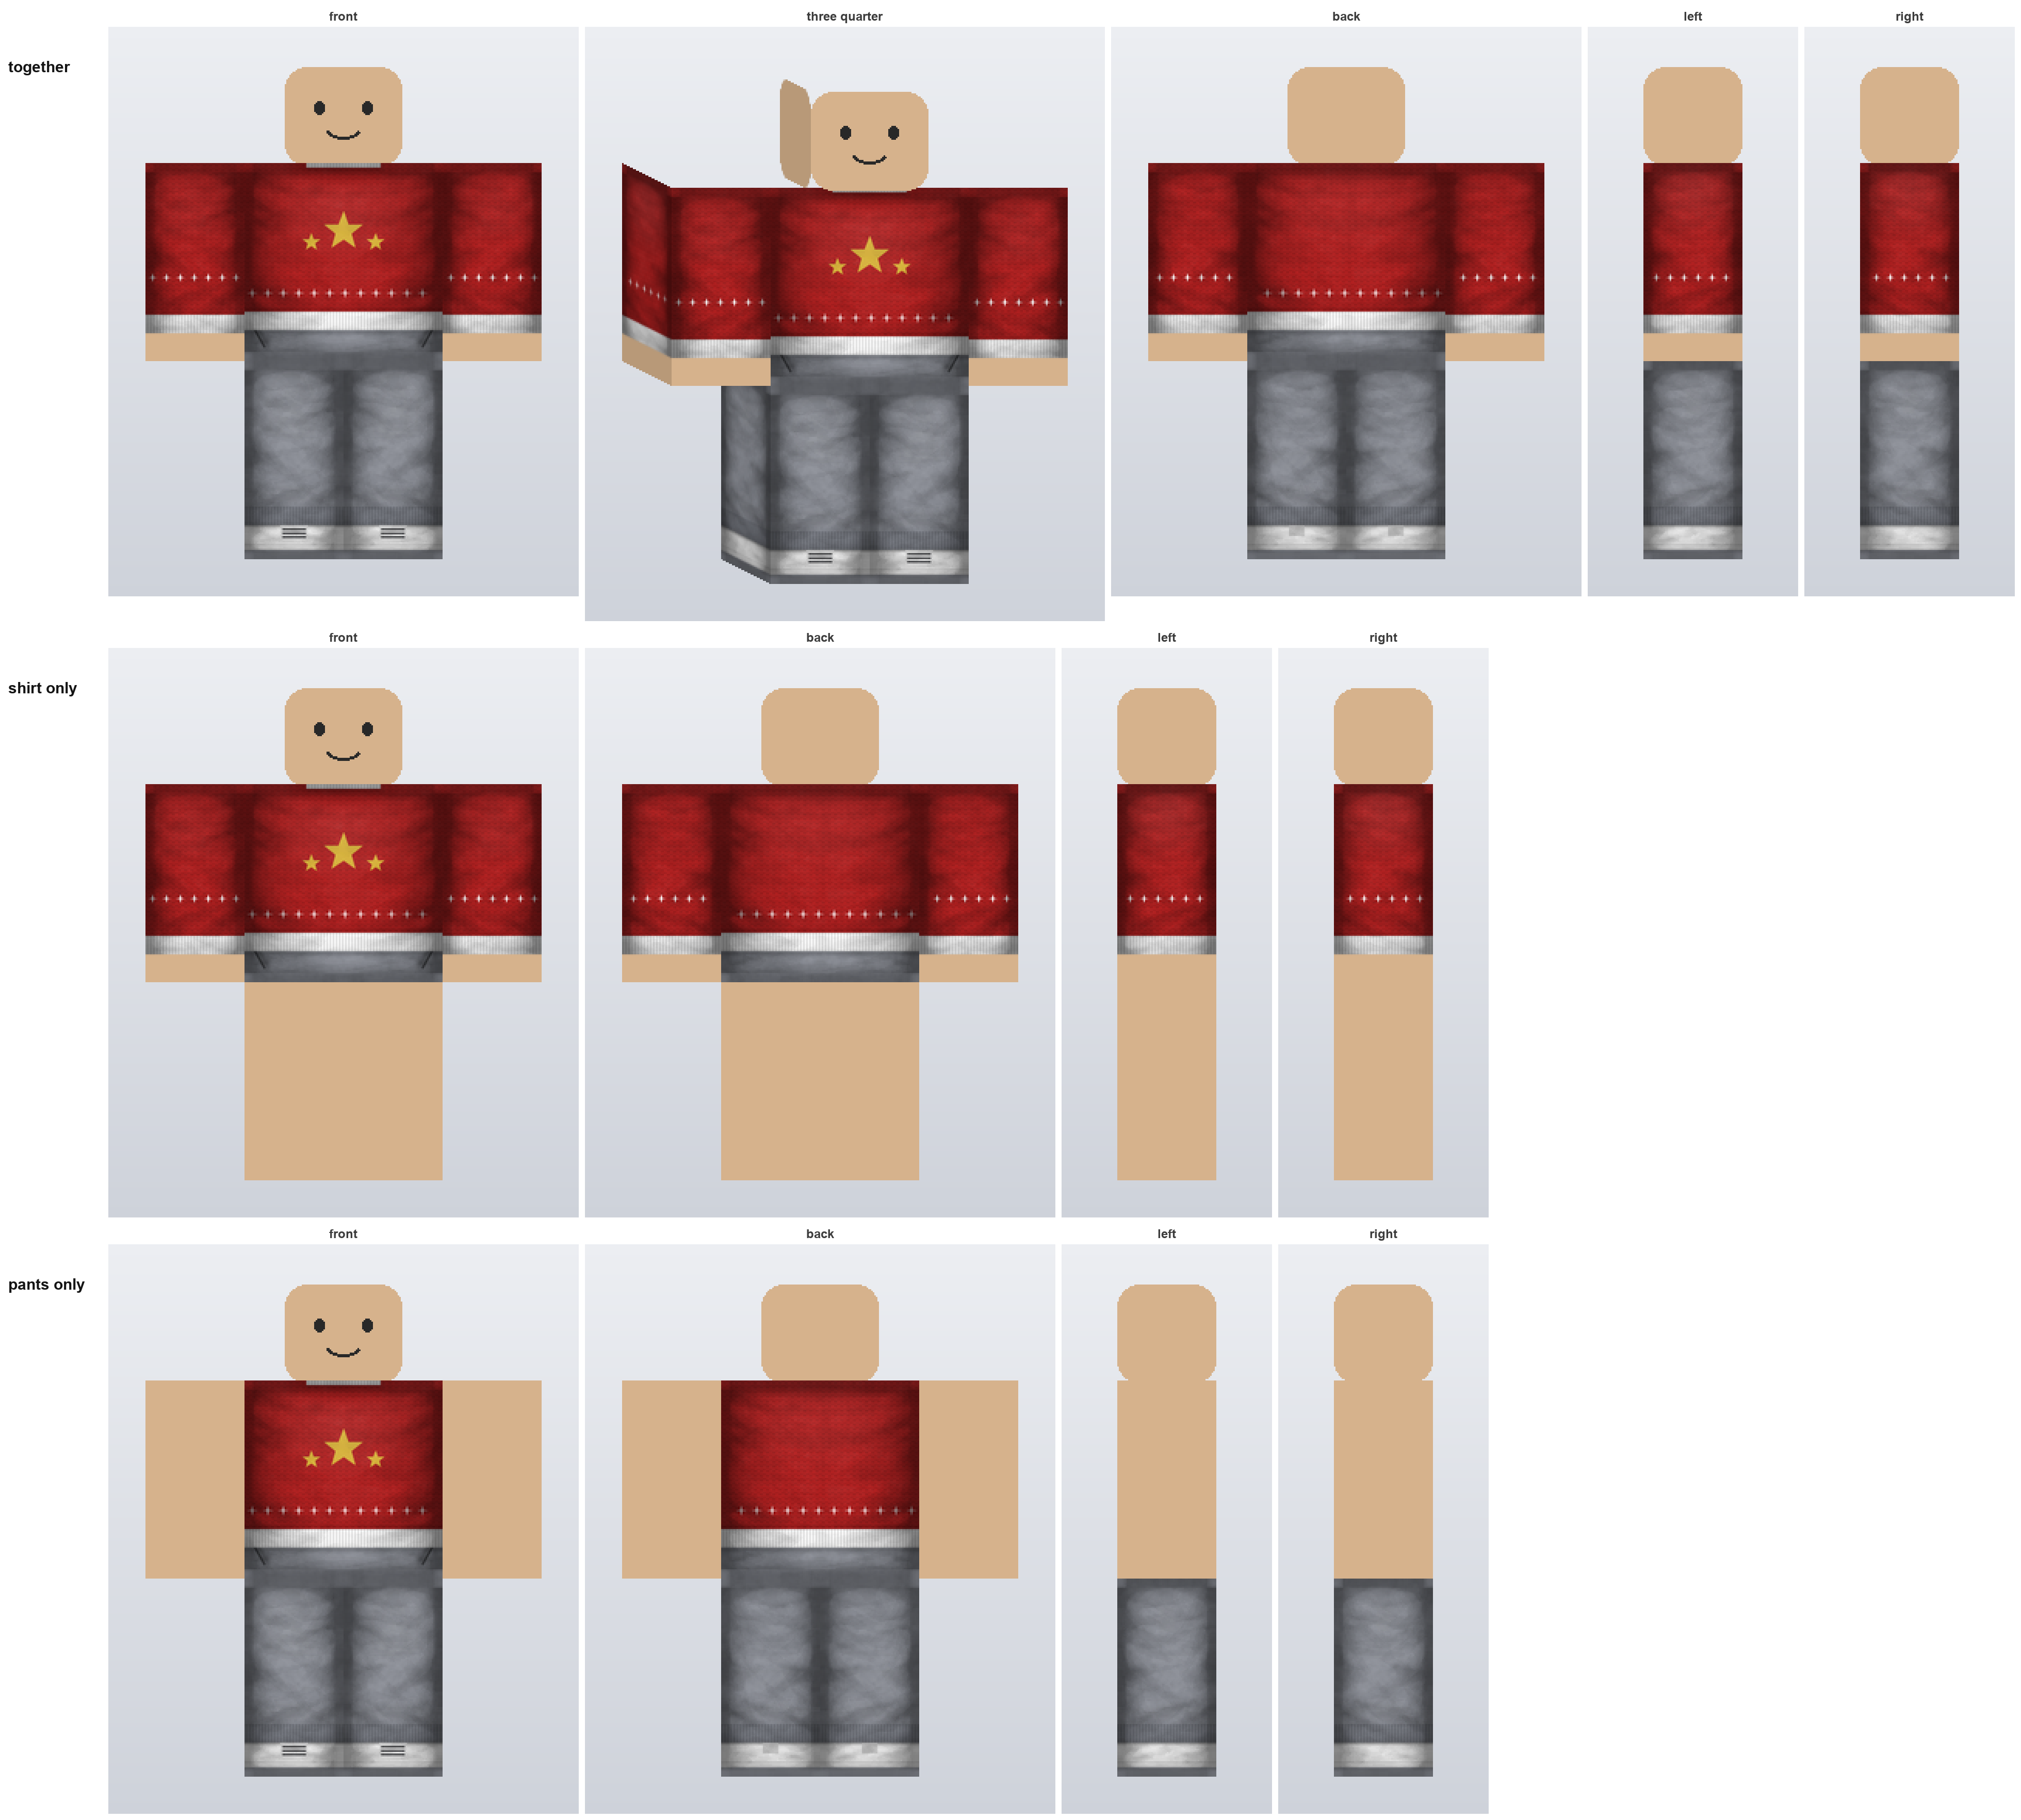 front three quarter back left right
together
front back left right
shirt only
front back left right
pants only